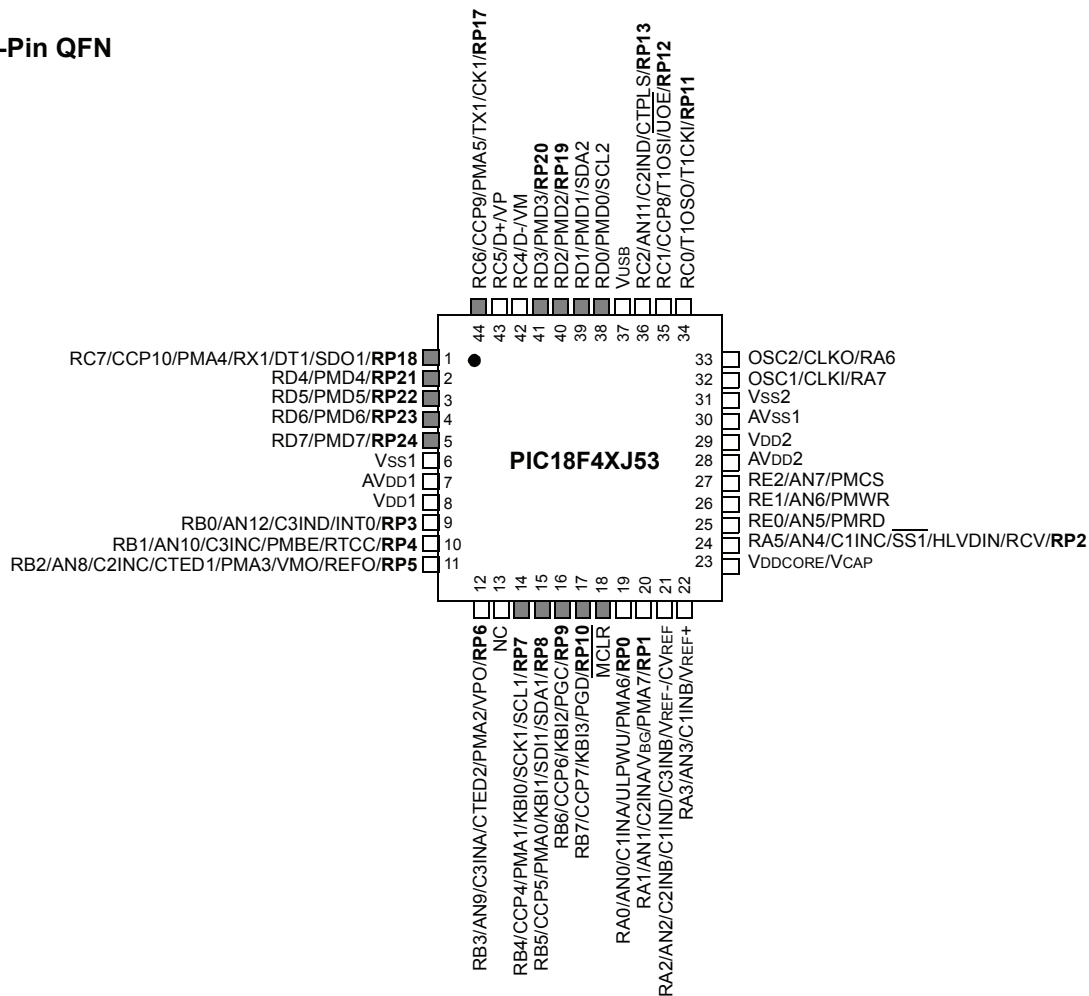 -Pin QFN
RC6/CCP9/PMA5/TX1/CK1/RP17
RC5/D+/VP
RC4/D-/VM
RD3/PMD3/RP20
RD2/PMD2/RP19
RD1/PMD1/SDA2
RD0/PMD0/SCL2
VUSB
RC2/AN11/C2IND/CTPLS/RP13
RC1/CCP8/T1OSI/UOE/RP12
RC0/T1OSO/T1CKI/RP11
44
43
42
41
40
39
38
37
36
35
34
RC7/CCP10/PMA4/RX1/DT1/SDO1/RP18 1
RD4/PMD4/RP21 2
RD5/PMD5/RP22 3
RD6/PMD6/RP23 4
RD7/PMD7/RP24 5
VSS1 6
AVDD1 7
VDD1 8
RB0/AN12/C3IND/INT0/RP3 9
RB1/AN10/C3INC/PMBE/RTCC/RP4 10
RB2/AN8/C2INC/CTED1/PMA3/VMO/REFO/RP5 11
PIC18F4XJ53
33 OSC2/CLKO/RA6
32 OSC1/CLKI/RA7
31 VSS2
30 AVSS1
29 VDD2
28 AVDD2
27 RE2/AN7/PMCS
26 RE1/AN6/PMWR
25 RE0/AN5/PMRD
24 RA5/AN4/C1INC/SS1/HLVDIN/RCV/RP2
23 VDDCORE/VCAP
12
13
14
15
16
17
18
19
20
21
22
RB3/AN9/C3INA/CTED2/PMA2/VPO/RP6
NC
RB4/CCP4/PMA1/KBI0/SCK1/SCL1/RP7
RB5/CCP5/PMA0/KBI1/SDI1/SDA1/RP8
RB6/CCP6/KBI2/PGC/RP9
RB7/CCP7/KBI3/PGD/RP10
MCLR
RA0/AN0/C1INA/ULPWU/PMA6/RP0
RA1/AN1/C2INA/VBG/PMA7/RP1
RA2/AN2/C2INB/C1IND/C3INB/VREF-/CVREF
RA3/AN3/C1INB/VREF+